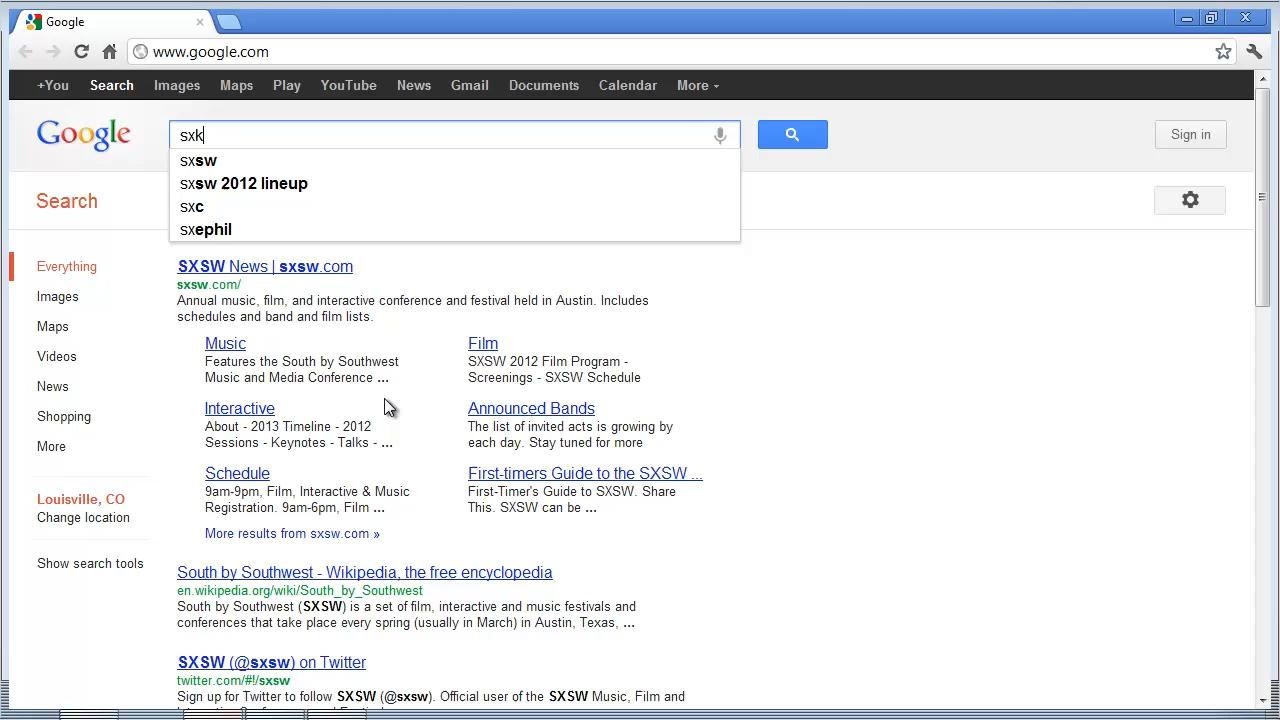 Google
www.google.com
+You Search Images Maps Play YouTube News Gmail Documents Calendar More
Google sxk Sign in
sxsw
sxsw 2012 lineup
sxc
sxephil
Search
Everything
Images
Maps
Videos
News
Shopping
More
Louisville, CO
Change location
Show search tools
SXSW News | sxsw.com
sxsw.com/
Annual music, film, and interactive conference and festival held in Austin. Includes
schedules and band and film lists.
Music
Features the South by Southwest
Music and Media Conference ...
Film
SXSW 2012 Film Program -
Screenings - SXSW Schedule
Interactive
About - 2013 Timeline - 2012
Sessions - Keynotes - Talks - ...
Announced Bands
The list of invited acts is growing by
each day. Stay tuned for more
Schedule
9am-9pm, Film, Interactive & Music
Registration. 9am-6pm, Film ...
First-timers Guide to the SXSW ...
First-Timer's Guide to SXSW. Share
This. SXSW can be ...
More results from sxsw.com »
South by Southwest - Wikipedia, the free encyclopedia
en.wikipedia.org/wiki/South_by_Southwest
South by Southwest (SXSW) is a set of film, interactive and music festivals and
conferences that take place every spring (usually in March) in Austin, Texas, ...
SXSW (@sxsw) on Twitter
twitter.com/#!/sxsw
Sign up for Twitter to follow SXSW (@sxsw). Official user of the SXSW Music, Film and